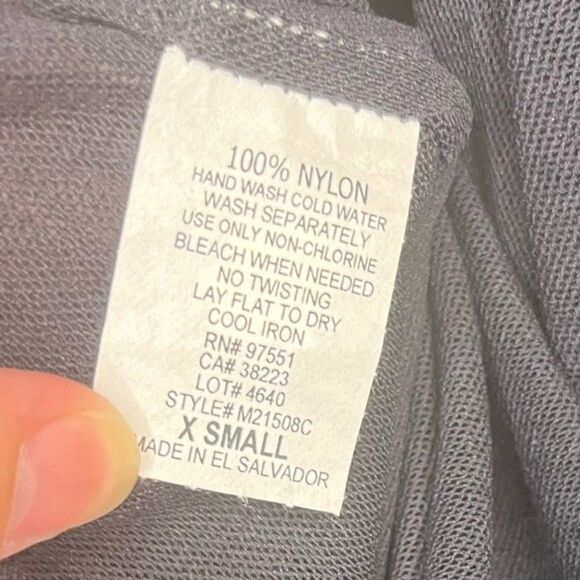 100% NYLON
HAND WASH COLD WATER
WASH SEPARATELY
USE ONLY NON-CHLORINE
BLEACH WHEN NEEDED
NO TWISTING
LAY FLAT TO DRY
COOL IRON
RN# 97551
CA# 38223
LOT# 4640
STYLE# M21508C
X SMALL
MADE IN EL SALVADOR